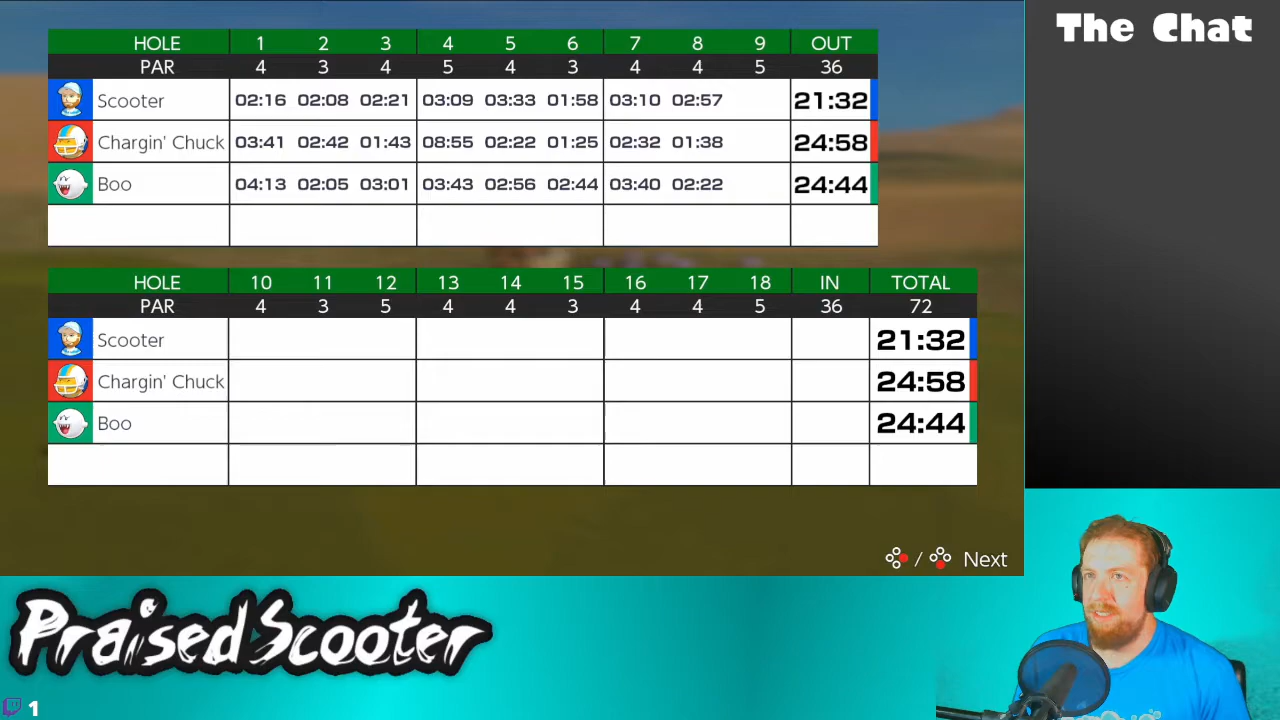 The Chat
HOLE 1 2 3 4 5 6 7 8 9 OUT
PAR 4 3 4 5 4 3 4 4 5 36
Scooter 02:16 02:08 02:21 03:09 03:33 01:58 03:10 02:57 21:32
Chargin' Chuck 03:41 02:42 01:43 08:55 02:22 01:25 02:32 01:38 24:58
Boo 04:13 02:05 03:01 03:43 02:56 02:44 03:40 02:22 24:44
HOLE 10 11 12 13 14 15 16 17 18 IN TOTAL
PAR 4 3 5 4 4 3 4 4 5 36 72
Scooter 21:32
Chargin' Chuck 24:58
Boo 24:44
/ Next
PraisedScooter
1